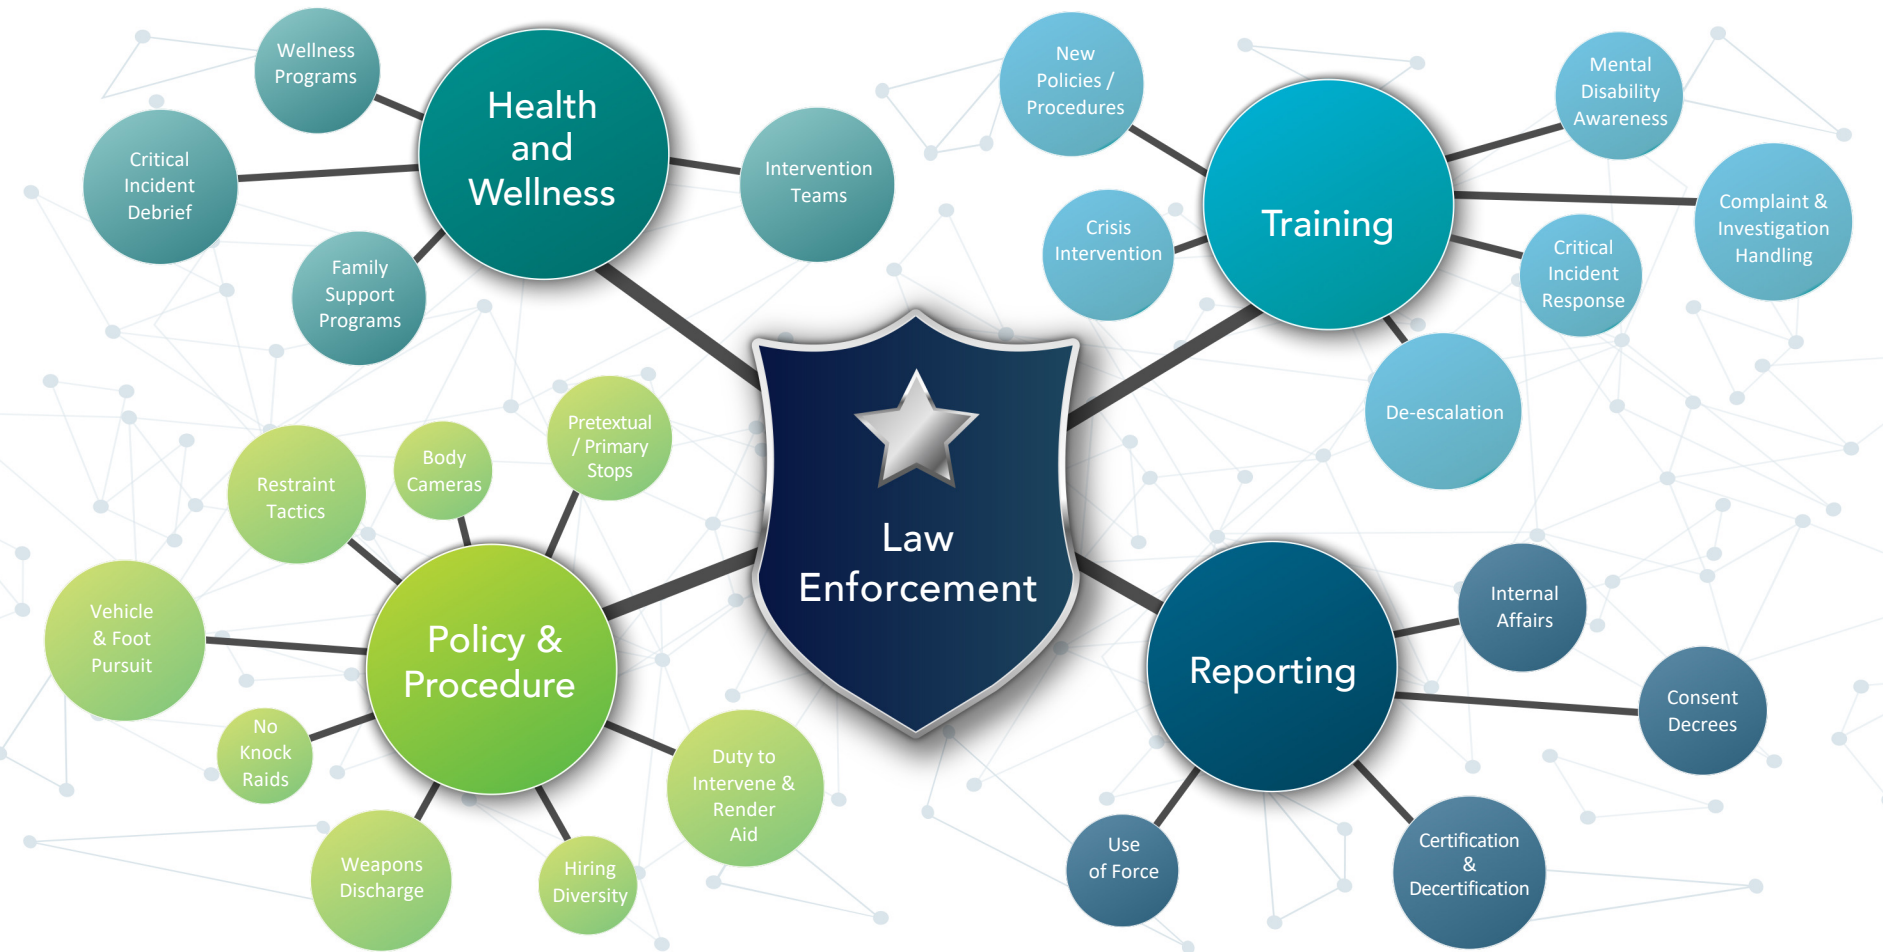 Wellness
Programs
Health
and
Wellness
Critical
Incident
Debrief
Intervention
Teams
Family
Support
Programs
New
Policies /
Procedures
Mental
Disability
Awareness
Training
Crisis
Intervention
Complaint &
Investigation
Handling
Critical
Incident
Response
De-escalation
Law
Enforcement
Pretextual
/ Primary
Stops
Body
Cameras
Restraint
Tactics
Vehicle
& Foot
Pursuit
Policy &
Procedure
No
Knock
Raids
Duty to
Intervene &
Render
Aid
Weapons
Discharge
Hiring
Diversity
Reporting
Internal
Affairs
Consent
Decrees
Use
of Force
Certification
&
Decertification